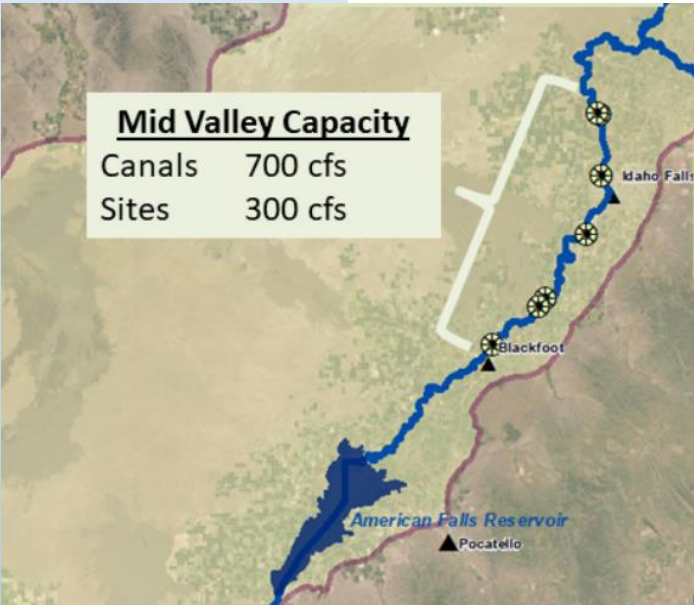 Mid Valley Capacity
Canals 700 cfs
Sites 300 cfs
Idaho Falls
Blackfoot
American Falls Reservoir
Pocatello